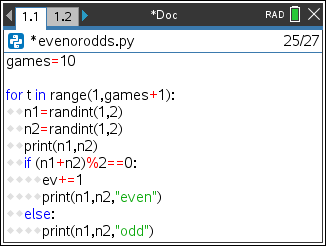 1.1 1.2 *Doc RAD
*evenorodds.py 25/27
games=10
for t in range(1,games+1):
n1=randint(1,2)
n2=randint(1,2)
print(n1,n2)
if (n1+n2)%2==0:
ev+=1
print(n1,n2,"even")
else:
print(n1,n2,"odd")